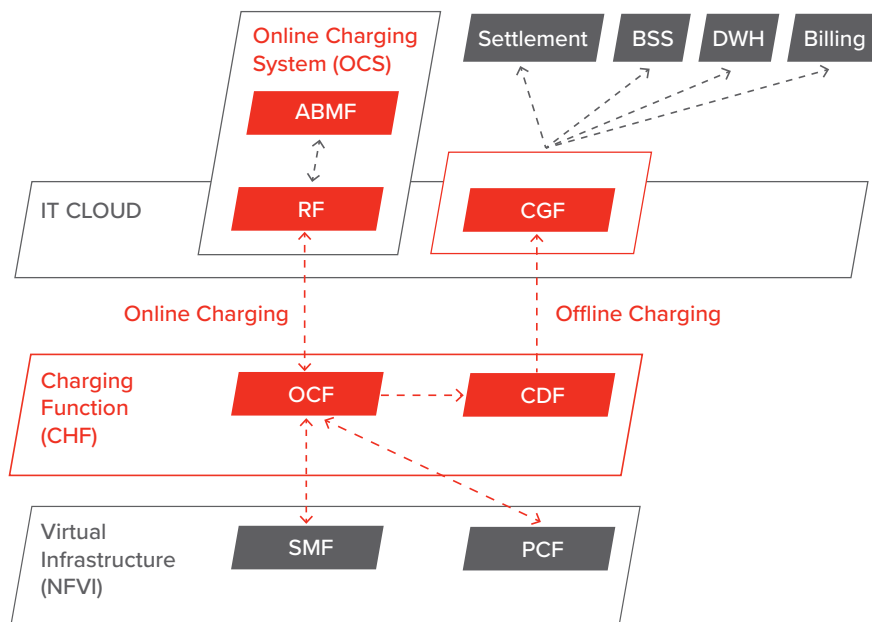 Online Charging
System (OCS)
Settlement
BSS
DWH
Billing
ABMF
IT CLOUD
RF
CGF
Online Charging
Offline Charging
Charging
Function
(CHF)
OCF
CDF
Virtual
Infrastructure
(NFVI)
SMF
PCF